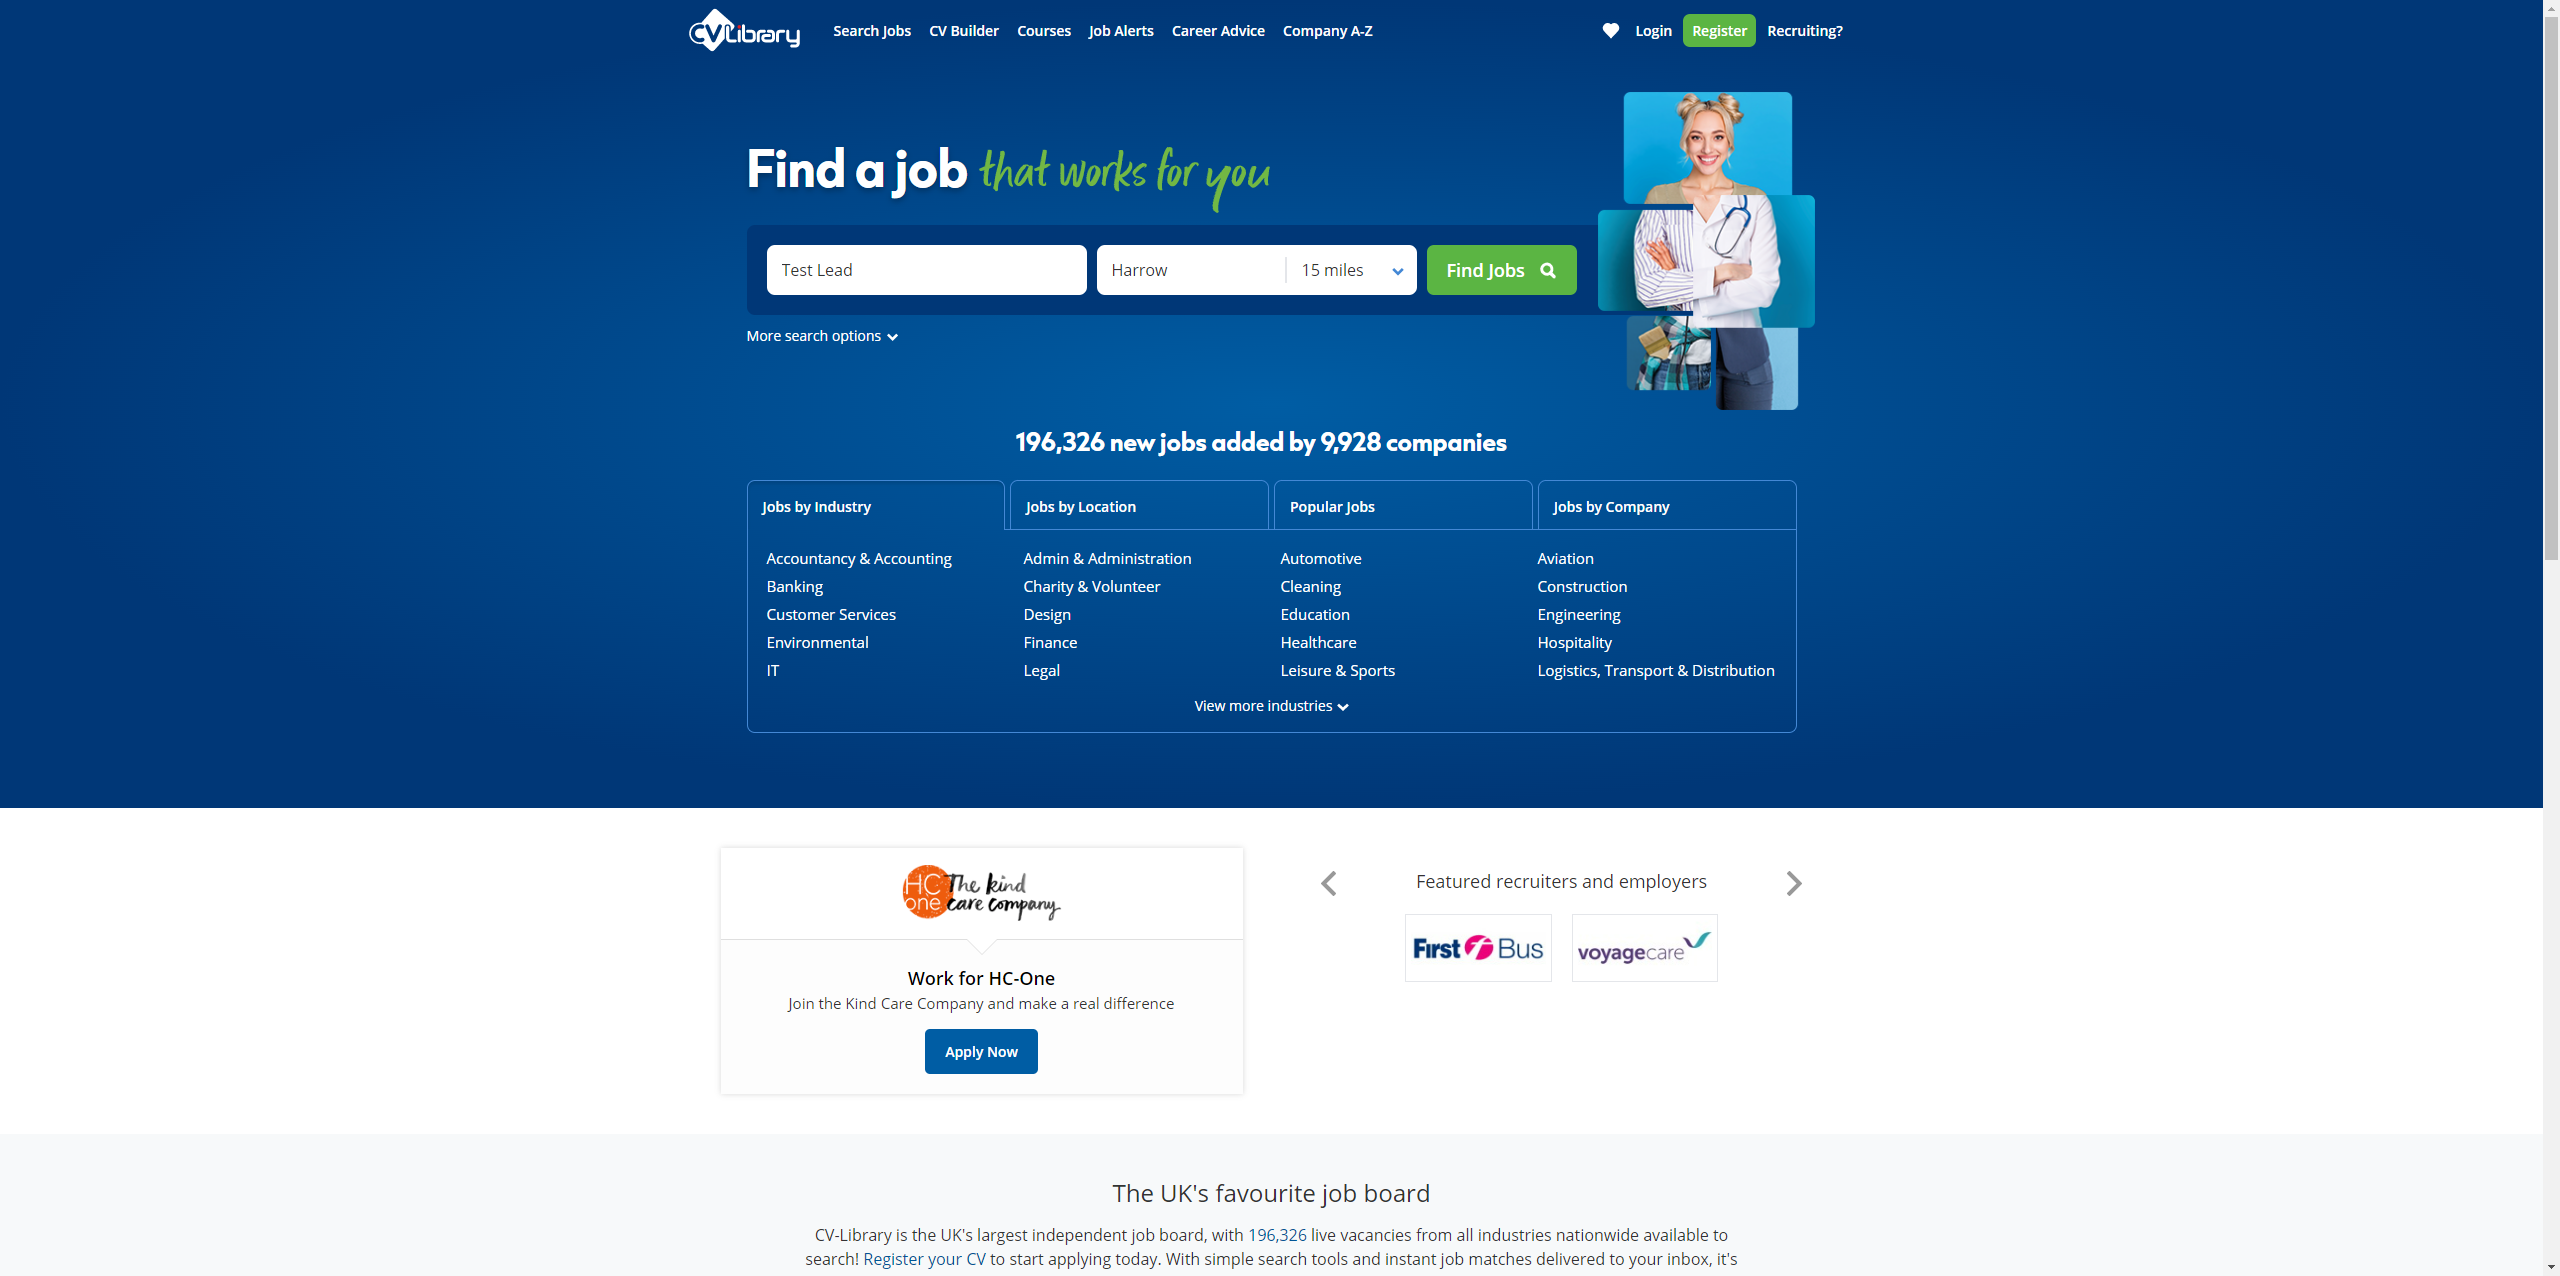 CVLibrary
Search Jobs CV Builder Courses Job Alerts Career Advice Company A-Z
Login Register Recruiting?
Find a job that works for you
Test Lead Harrow 15 miles Find Jobs
More search options
196,326 new jobs added by 9,928 companies
Jobs by Industry Jobs by Location Popular Jobs Jobs by Company
Accountancy & Accounting Admin & Administration Automotive Aviation
Banking Charity & Volunteer Cleaning Construction
Customer Services Design Education Engineering
Environmental Finance Healthcare Hospitality
IT Legal Leisure & Sports Logistics, Transport & Distribution
View more industries
HC one The kind care company
Work for HC-One
Join the Kind Care Company and make a real difference
Apply Now
Featured recruiters and employers
First Bus voyagecare
The UK's favourite job board
CV-Library is the UK's largest independent job board, with 196,326 live vacancies from all industries nationwide available to
search! Register your CV to start applying today. With simple search tools and instant job matches delivered to your inbox, it's